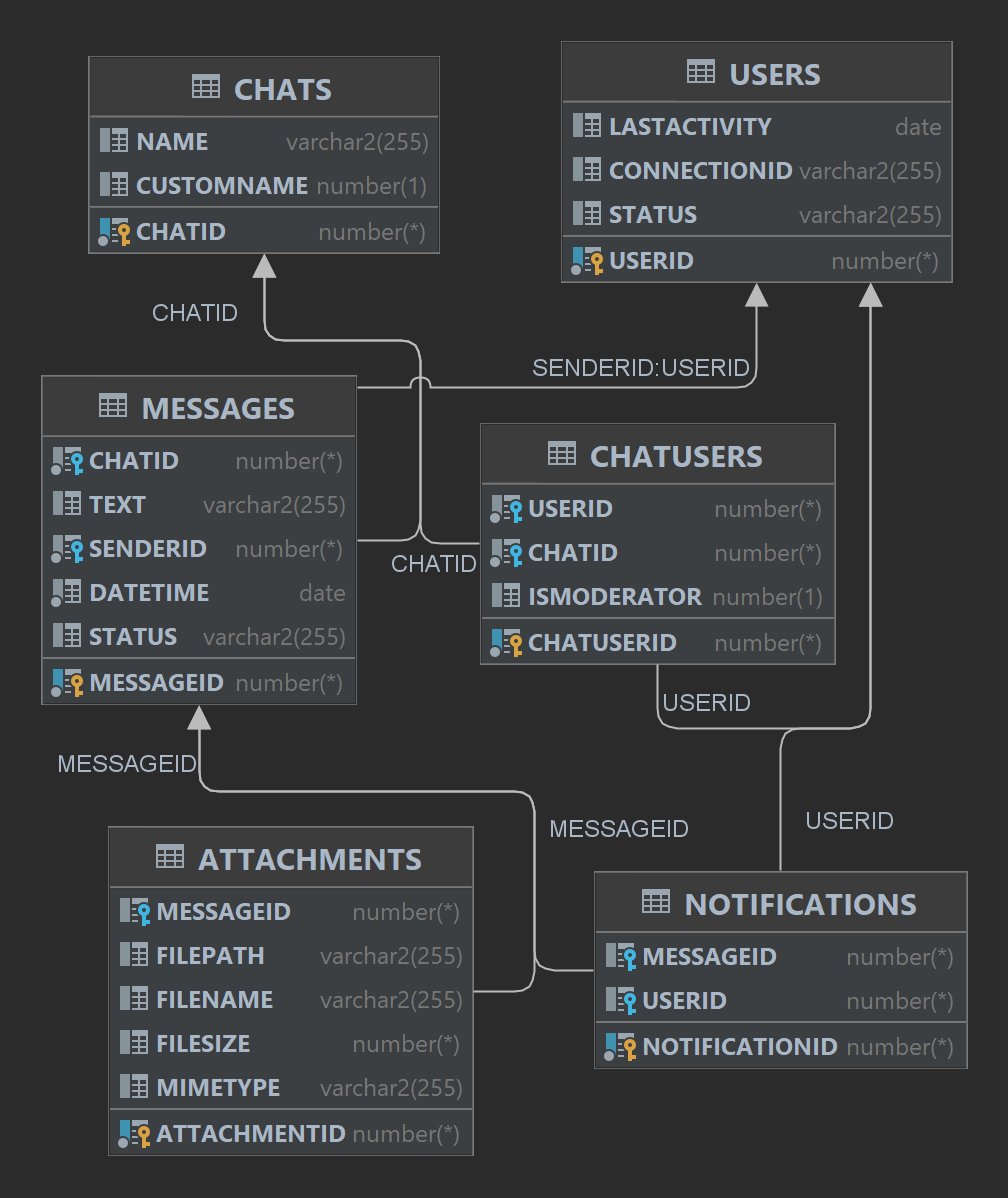 CHATS
NAME varchar2(255)
CUSTOMNAME number(1)
CHATID number(*)
USERS
LASTACTIVITY date
CONNECTIONID varchar2(255)
STATUS varchar2(255)
USERID number(*)
CHATID
SENDERID:USERID
MESSAGES
CHATID number(*)
TEXT varchar2(255)
SENDERID number(*)
DATETIME date
STATUS varchar2(255)
MESSAGEID number(*)
CHATID
CHATUSERS
USERID number(*)
CHATID number(*)
ISMODERATOR number(1)
CHATUSERID number(*)
USERID
MESSAGEID
MESSAGEID
USERID
ATTACHMENTS
MESSAGEID number(*)
FILEPATH varchar2(255)
FILENAME varchar2(255)
FILESIZE number(*)
MIMETYPE varchar2(255)
ATTACHMENTID number(*)
NOTIFICATIONS
MESSAGEID number(*)
USERID number(*)
NOTIFICATIONID number(*)